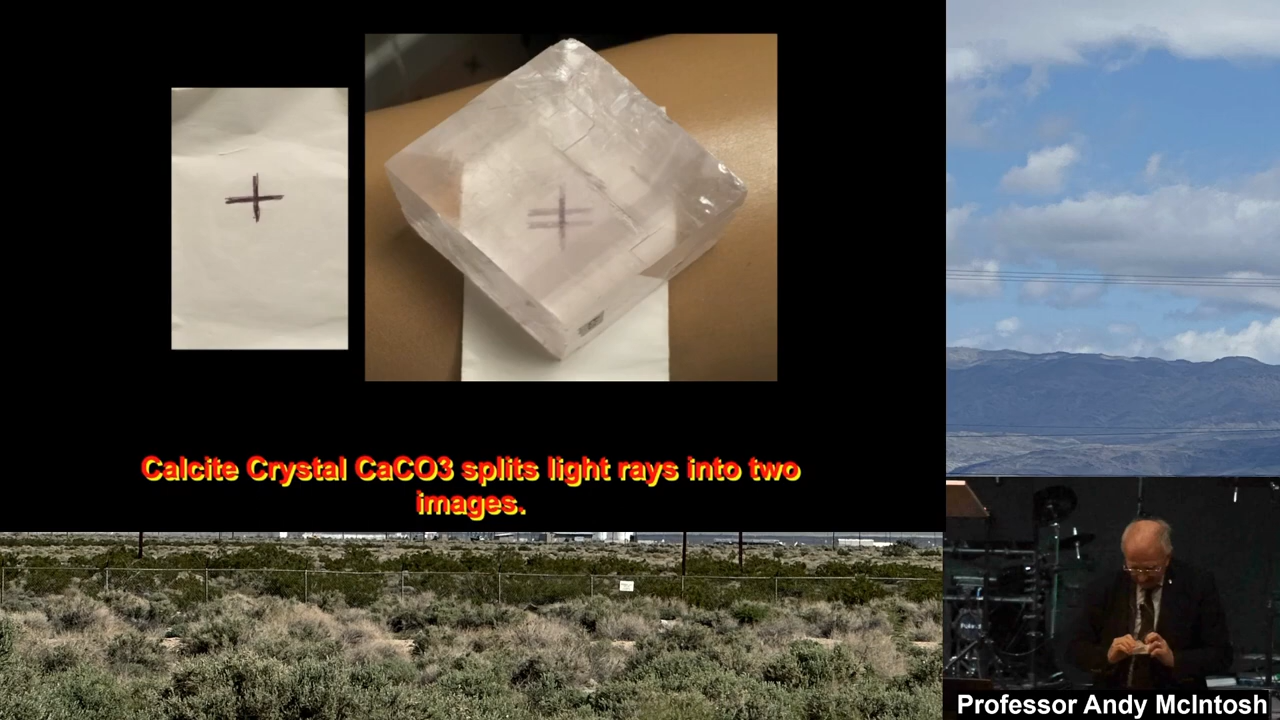 Calcite Crystal CaCO3 splits light rays into two
images.
Professor Andy McIntosh